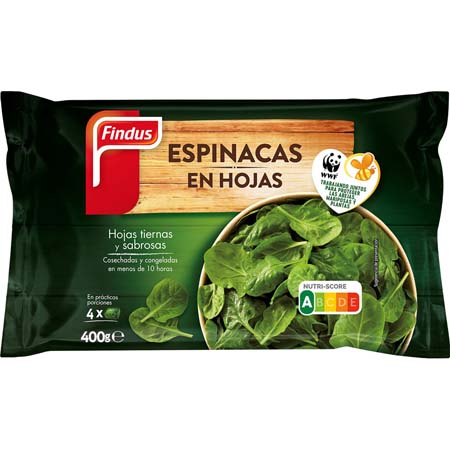 Findus
ESPINACAS
EN HOJAS
WWF
TRABAJANDO JUNTOS
PARA PROTEGER
LAS ABEJAS,
MARIPOSAS Y
PLANTAS
Hojas tiernas
y sabrosas
Cosechadas y congeladas
en menos de 10 horas
En prácticas
porciones
4 x
400g e
NUTRI-SCORE
A B C D E